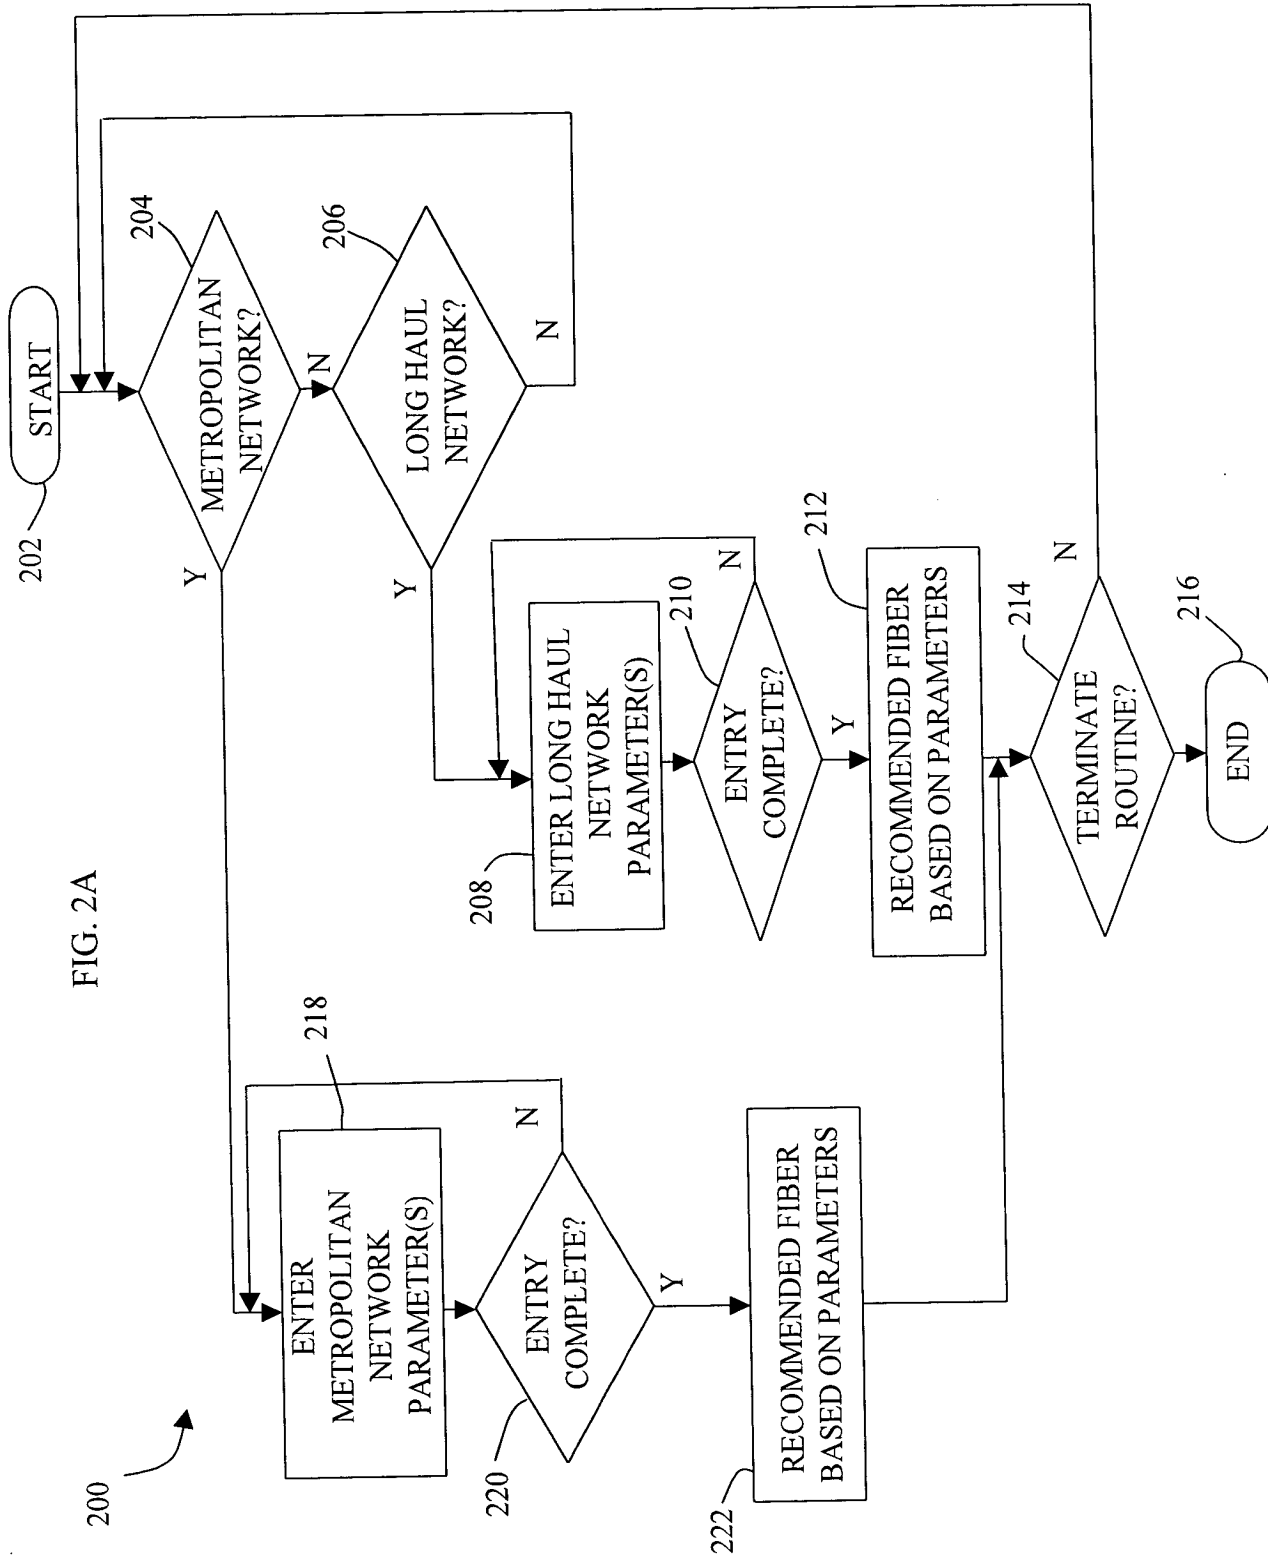 FIG. 2A
200
START
202
METROPOLITAN
NETWORK?
204
Y
N
LONG HAUL
NETWORK?
206
Y
N
ENTER LONG HAUL
NETWORK
PARAMETER(S)
208
ENTRY
COMPLETE?
210
N
Y
RECOMMENDED FIBER
BASED ON PARAMETERS
212
TERMINATE
ROUTINE?
214
N
END
216
ENTER
METROPOLITAN
NETWORK
PARAMETER(S)
218
ENTRY
COMPLETE?
220
N
Y
RECOMMENDED FIBER
BASED ON PARAMETERS
222